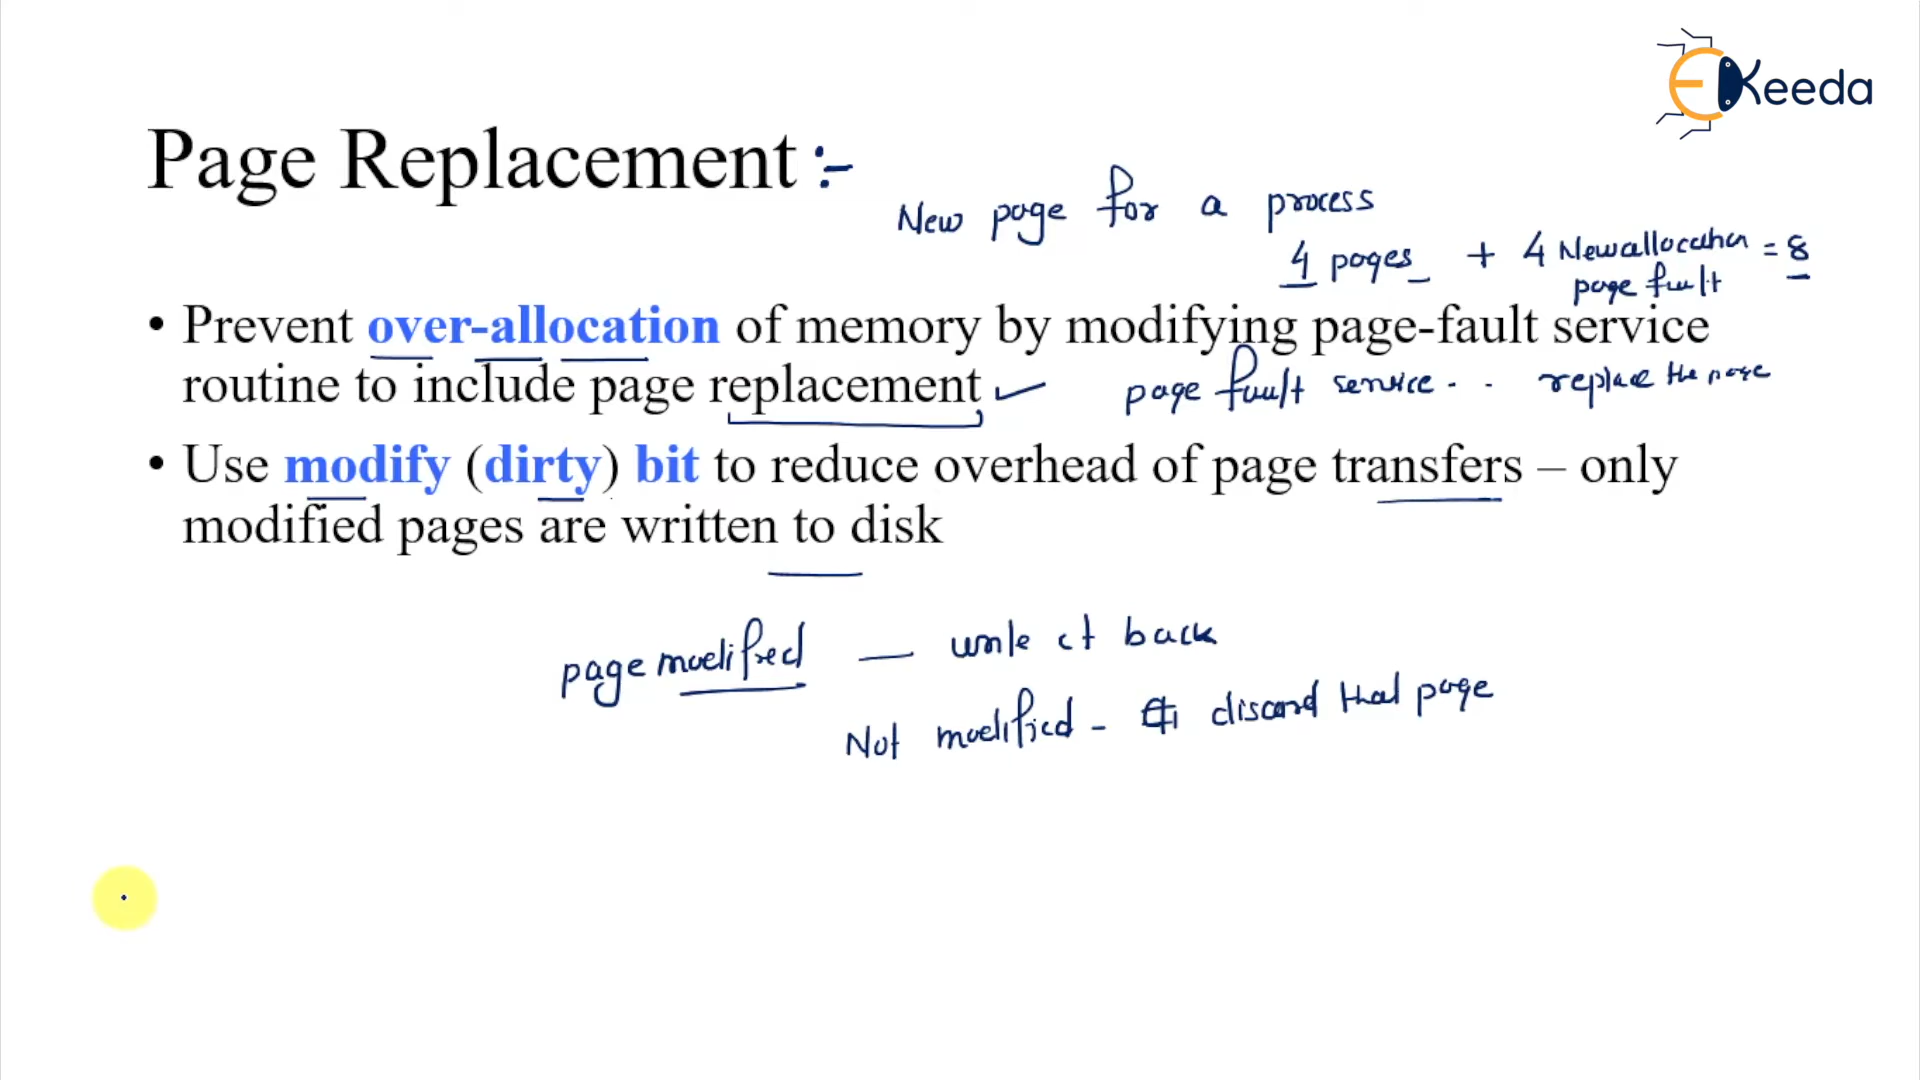 EKeeda
Page Replacement :-
New page for a process
4 pages + 4 New allocation = 8
page fault
• Prevent over-allocation of memory by modifying page-fault service
routine to include page replacement
page fault service . . replace the page
• Use modify (dirty) bit to reduce overhead of page transfers – only
modified pages are written to disk
page modified — write it back
Not modified - discard that page